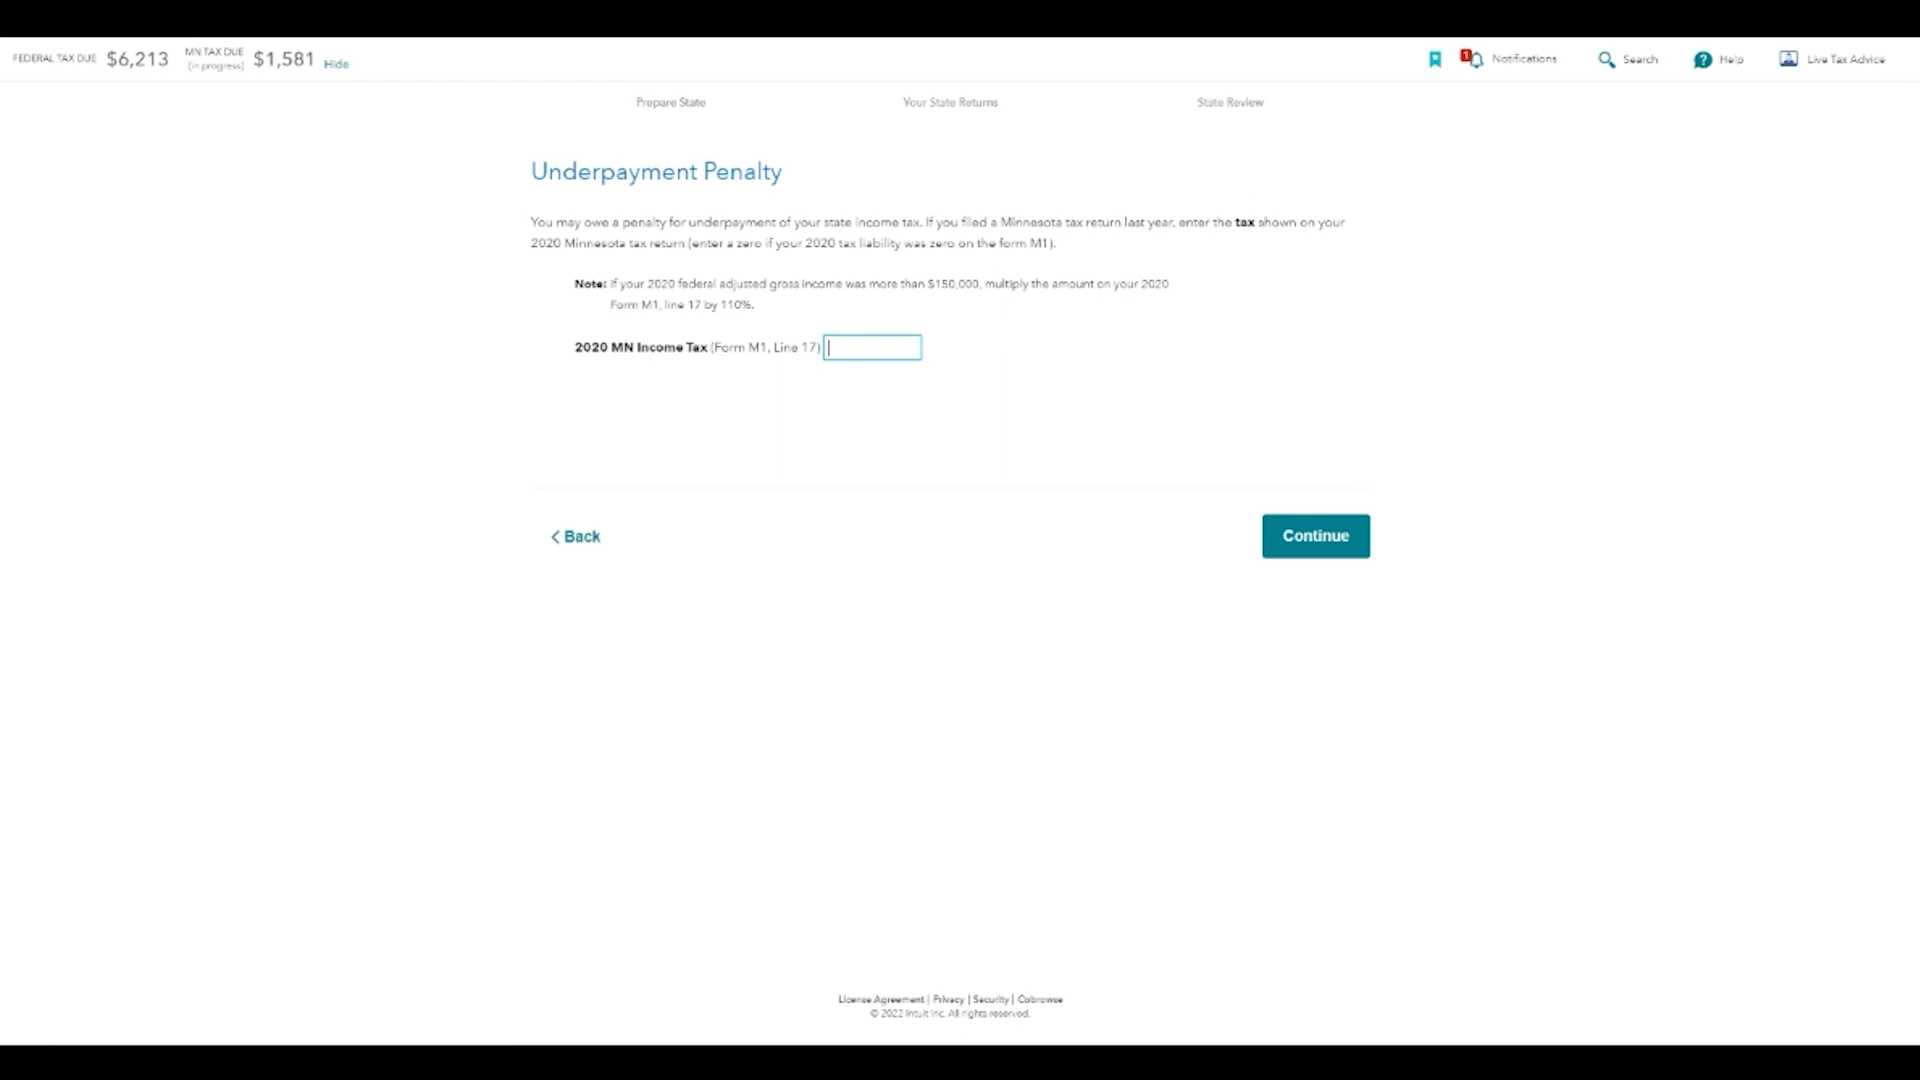 FEDERAL TAX DUE $6,213 MN TAX DUE (in progress) $1,581 Hide
1 Notifications Search ? Help Live Tax Advice
Prepare State Your State Returns State Review
Underpayment Penalty
You may owe a penalty for underpayment of your state income tax. If you filed a Minnesota tax return last year, enter the tax shown on your
2020 Minnesota tax return (enter a zero if your 2020 tax liability was zero on the form M1).
Note: If your 2020 federal adjusted gross income was more than $150,000, multiply the amount on your 2020
Form M1, line 17 by 110%.
2020 MN Income Tax (Form M1, Line 17)
< Back Continue
License Agreement | Privacy | Security | Cobrowse
© 2022 Intuit Inc. All rights reserved.